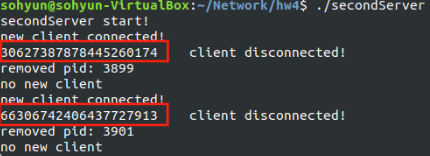 sohyun@sohyun-VirtualBox:~/Network/hw4$ ./secondServer
secondServer start!
new client connected!
30627387878445260174 client disconnected!
removed pid: 3899
no new client
new client connected!
66306742406437727913 client disconnected!
removed pid: 3901
no new client